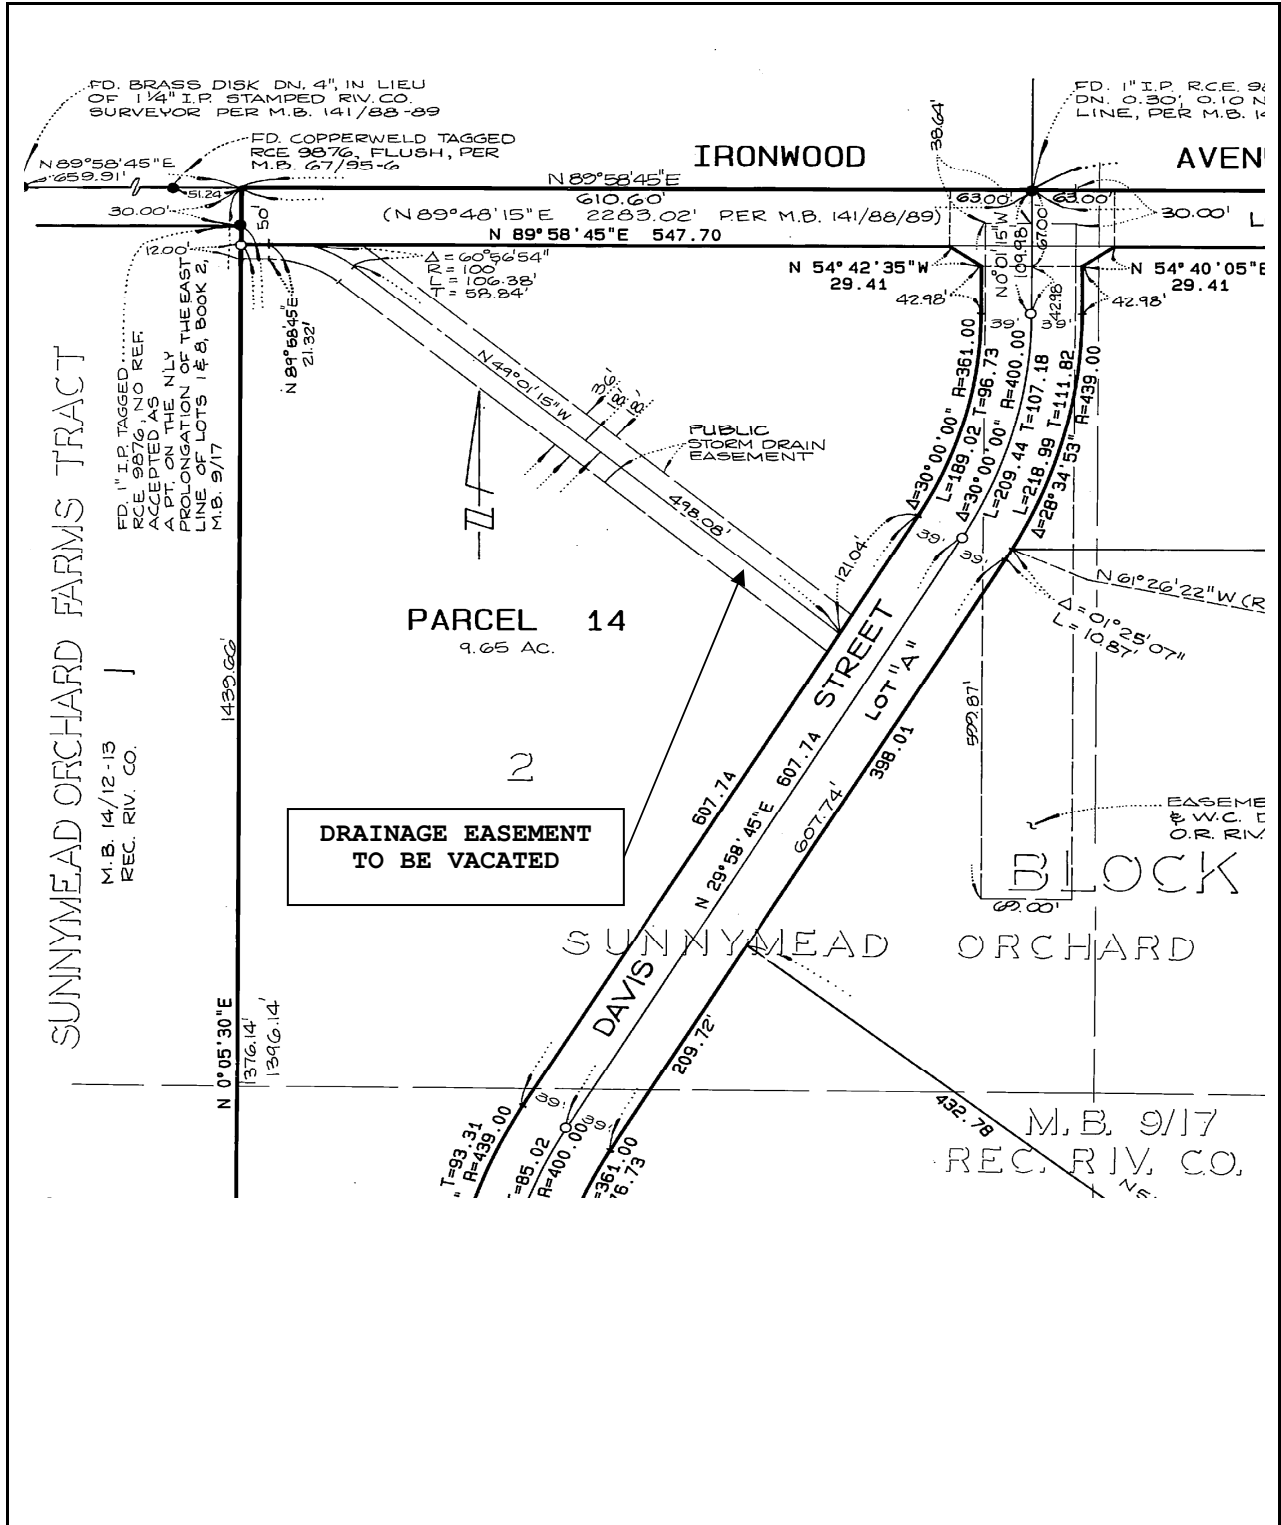 FD. BRASS DISK DN. 4", IN LIEU
OF 1 1/4" I.P. STAMPED RIV. CO.
SURVEYOR PER M.B. 141/88-89
FD. COPPERWELD TAGGED
RCE 9876, FLUSH, PER
M.B. 67/95-6
FD. 1" I.P. R.C.E.
DN. 0.30', 0.10 N
LINE, PER M.B.
38.64'
IRONWOOD
AVEN
N 89°58'45"E
659.91'
51.24
N 89°58'45"E
610.60'
(N 89°48'15"E 2283.02' PER M.B. 141/88/89)
N 89°58'45"E 547.70
30.00'
50'
12.00'
63.00'
63.00'
30.00'
L
N 0°01'15"W
109.98'
67.00
42.98'
N 54°42'35"W
29.41
42.98'
N 54°40'05"E
29.41
42.98'
39'
39'
Δ = 60°56'54"
R = 100'
L = 106.38'
T = 58.84'
N 89°58'45"E
21.32'
FD. 1" I.P. TAGGED
RCE 9876, NO REF.
ACCEPTED AS
A PT. ON THE NLY
PROLONGATION OF THE EAST
LINE OF LOTS 1 & 8, BOOK 2,
M.B. 9/17
N 49°01'15"W
36'
18'
18'
PUBLIC
STORM DRAIN
EASEMENT
498.08'
Δ=30°00'00" R=361.00
L=189.02 T=96.73
Δ=30°00'00" R=400.00
L=209.44 T=107.18
L=218.99 T=111.82
Δ=28°34'53" R=439.00
121.04'
39'
39'
N 61°26'22"W (R
Δ = 01°25'07"
L = 10.87'
PARCEL 14
9.65 AC.
SUNNYMEAD ORCHARD FARMS TRACT
M.B. 14/12-13
REC. RIV. CO.
1439.66'
2
STREET
LOT "A"
599.87'
DRAINAGE EASEMENT
TO BE VACATED
607.74
N 29°58'45"E 607.74
398.01
607.74'
EASEME
& W.C.
O.R. RIV.
BLOCK
69.00'
SUNNYMEAD ORCHARD
DAVIS
N 0°05'30"E
1376.14'
1396.14'
209.72'
432.78
39'
39'
T=93.31
" R=439.00
=85.02
R=400.00
=361.00
76.73
M.B. 9/17
REC. RIV. CO.